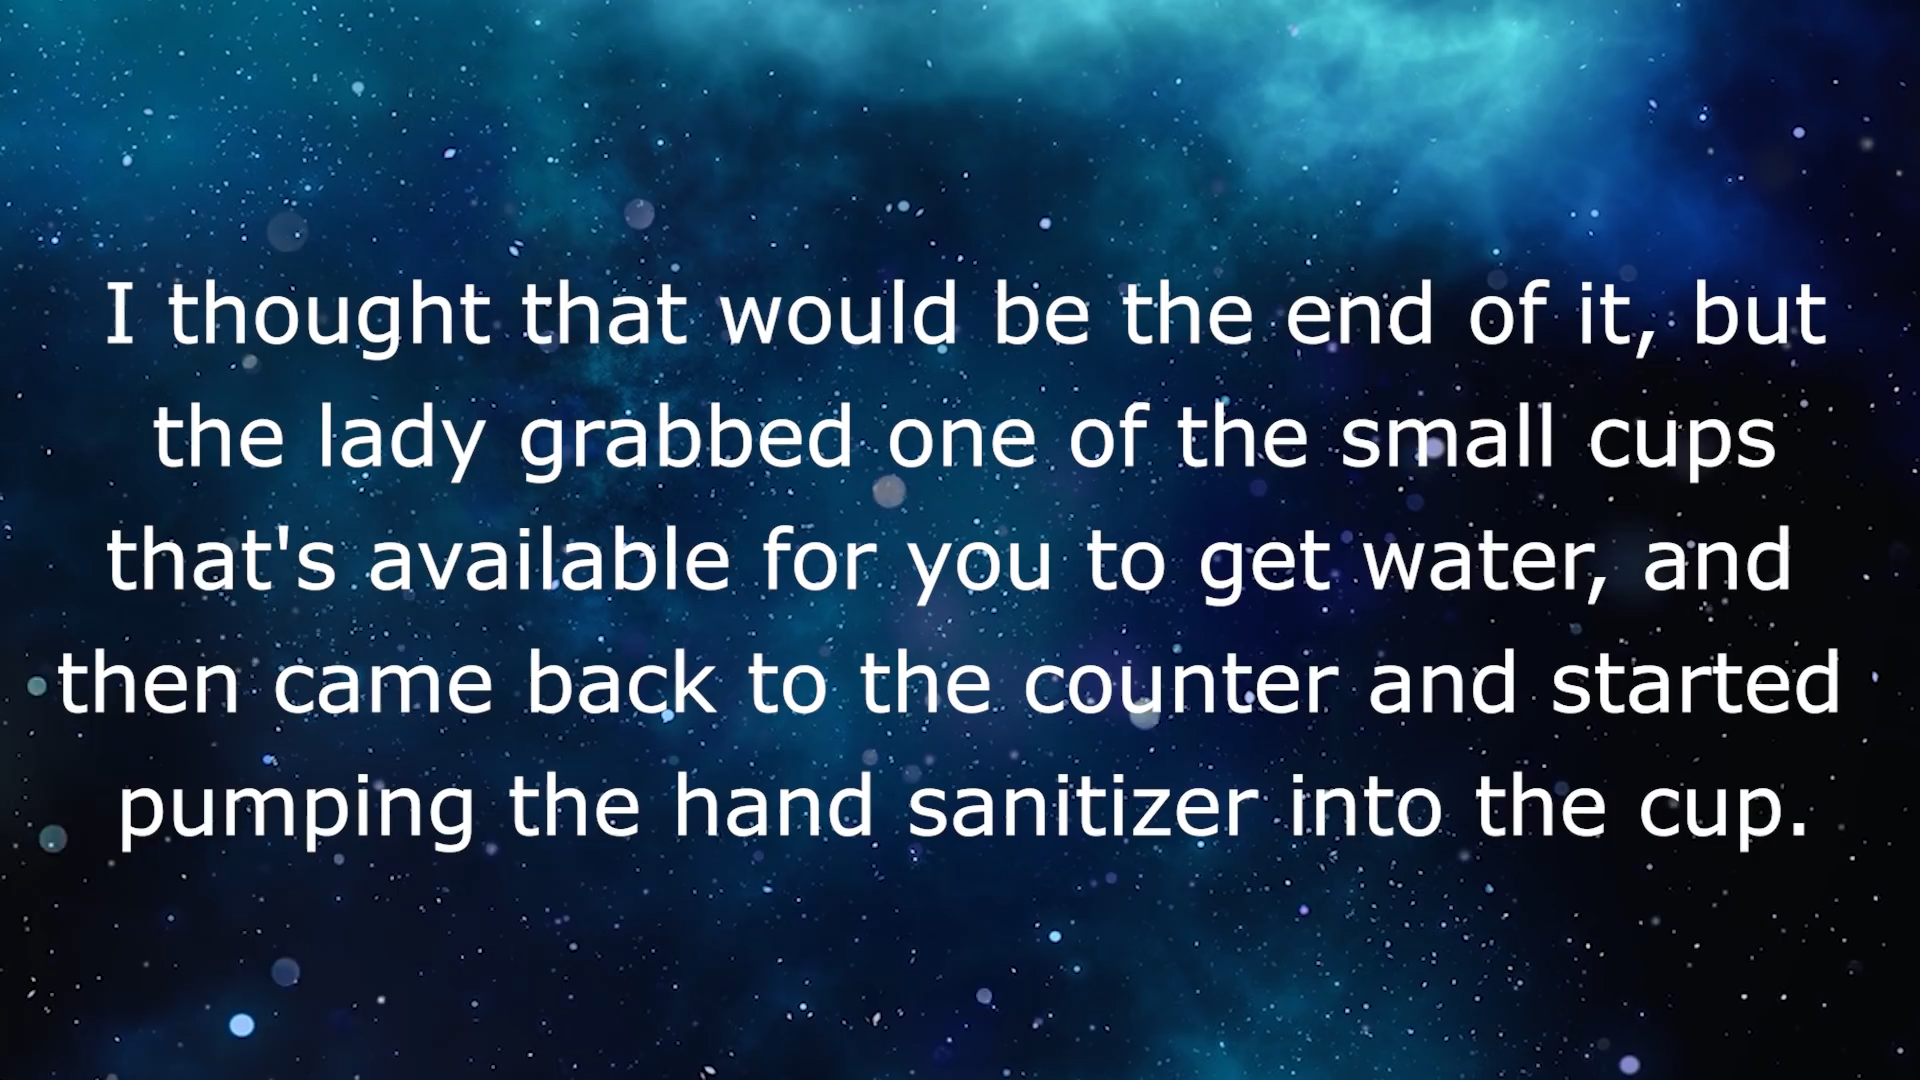 I thought that would be the end of it, but
the lady grabbed one of the small cups
that's available for you to get water, and
then came back to the counter and started
pumping the hand sanitizer into the cup.